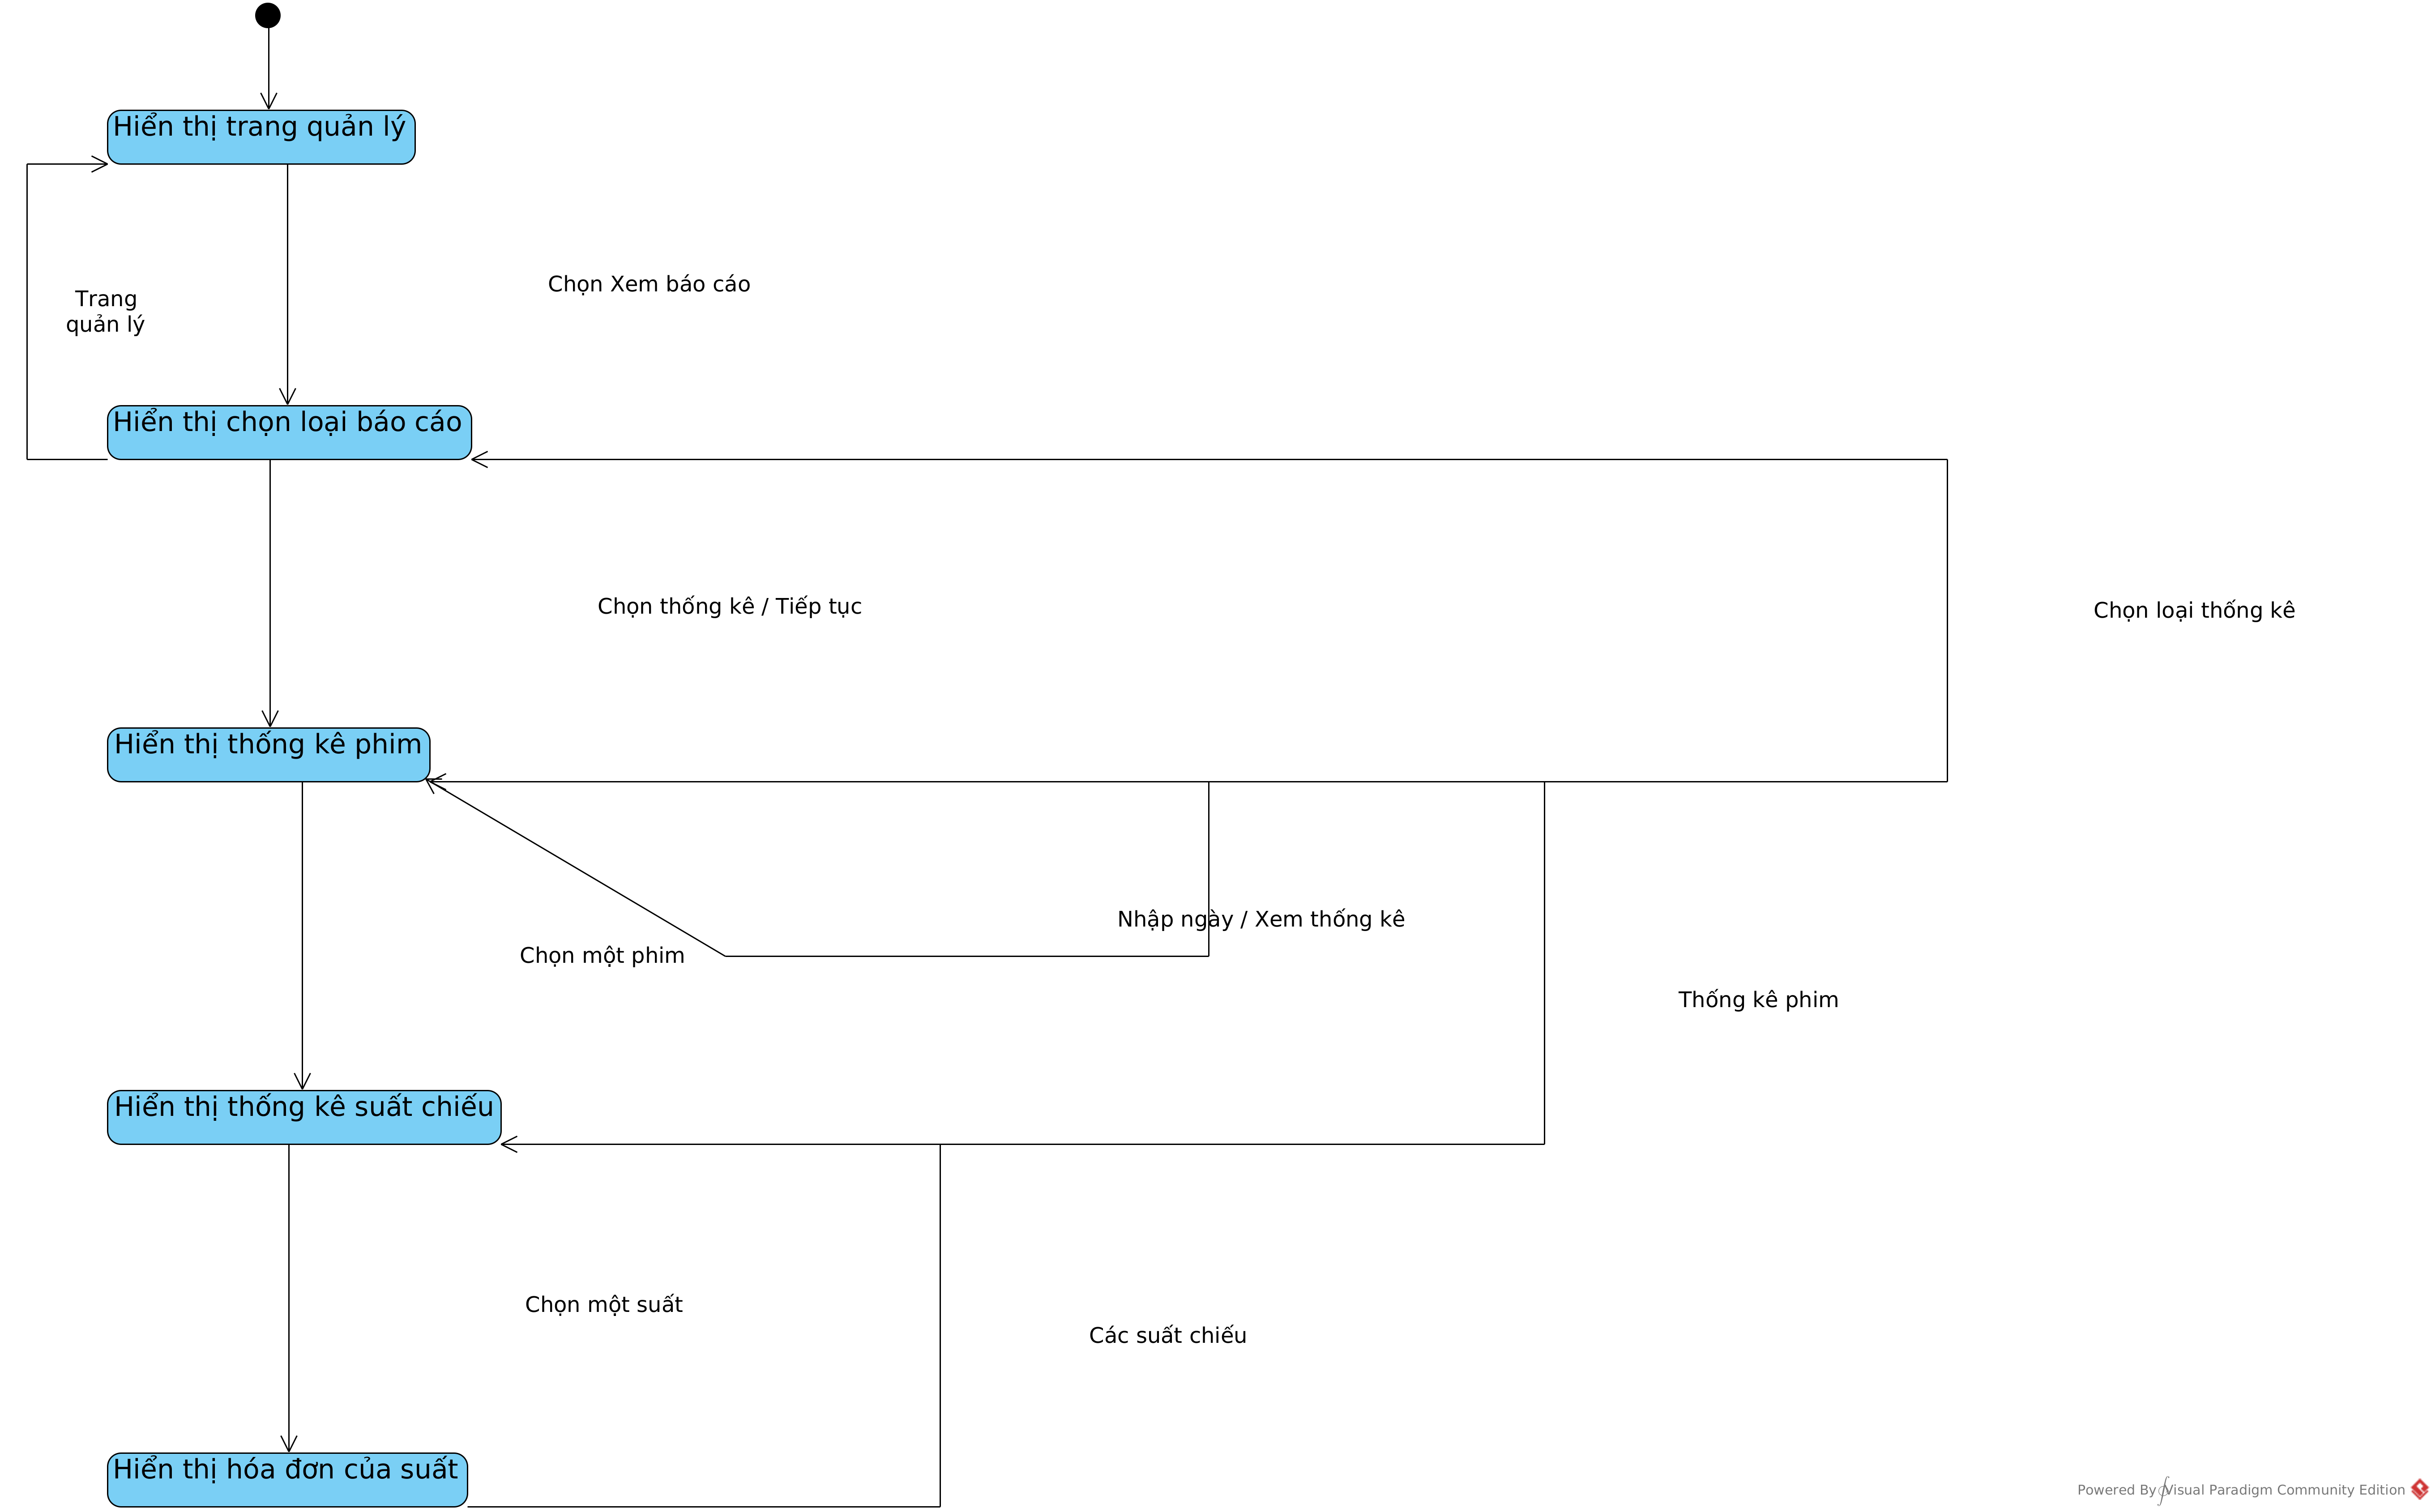 Hiển thị trang quản lý
Chọn Xem báo cáo
Trang
quản lý
Hiển thị chọn loại báo cáo
Chọn thống kê / Tiếp tục
Chọn loại thống kê
Hiển thị thống kê phim
Nhập ngày / Xem thống kê
Chọn một phim
Thống kê phim
Hiển thị thống kê suất chiếu
Chọn một suất
Các suất chiếu
Hiển thị hóa đơn của suất
Powered By Visual Paradigm Community Edition